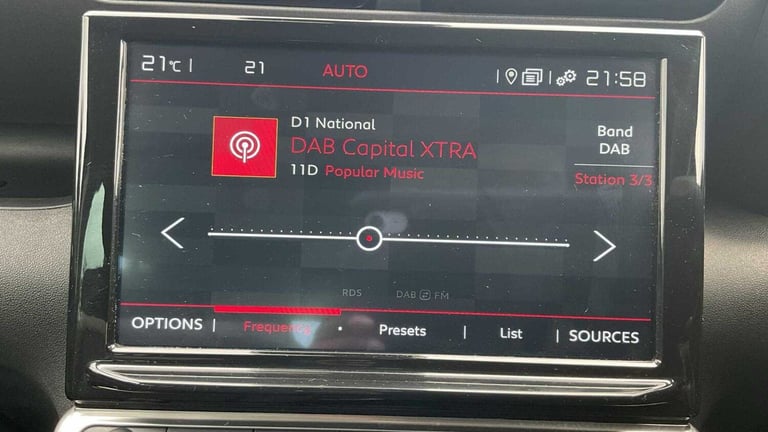 21°C | 21 AUTO | | 21:58
D1 National
DAB Capital XTRA
11D Popular Music
Band
DAB
Station 3/3
RDS DAB FM
OPTIONS | Frequency • Presets | List | SOURCES